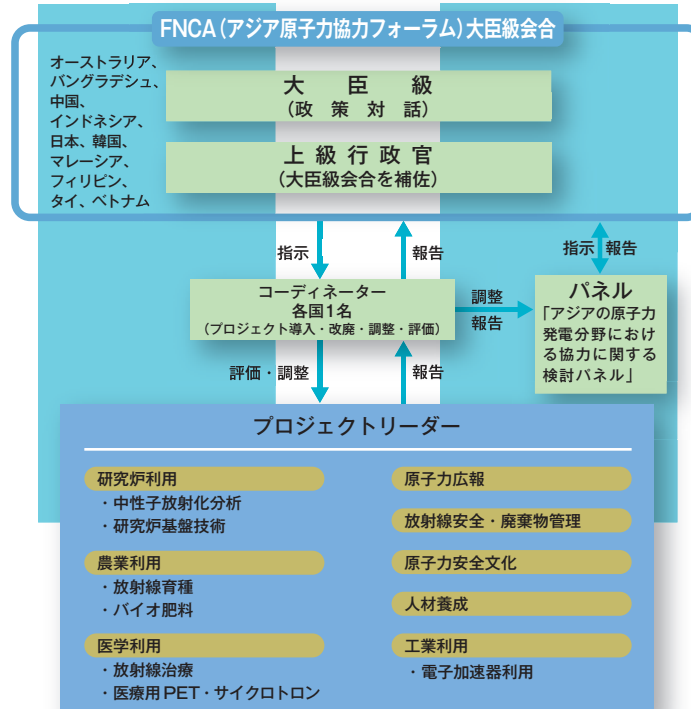 FNCA(アジア原子力協力フォーラム)大臣級会合
オーストラリア、
バングラデシュ、
中国、
インドネシア、
日本、韓国、
マレーシア、
フィリピン、
タイ、ベトナム
大臣級
(政策対話)
上級行政官
(大臣級会合を補佐)
指示
報告
指示
報告
コーディネーター
各国1名
(プロジェクト導入・改廃・調整・評価)
調整
報告
パネル
「アジアの原子力
発電分野におけ
る協力に関する
検討パネル」
評価・調整
報告
プロジェクトリーダー
研究炉利用
・中性子放射化分析
・研究炉基盤技術
農業利用
・放射線育種
・バイオ肥料
医学利用
・放射線治療
・医療用PET・サイクロトロン
原子力広報
放射線安全・廃棄物管理
原子力安全文化
人材養成
工業利用
・電子加速器利用